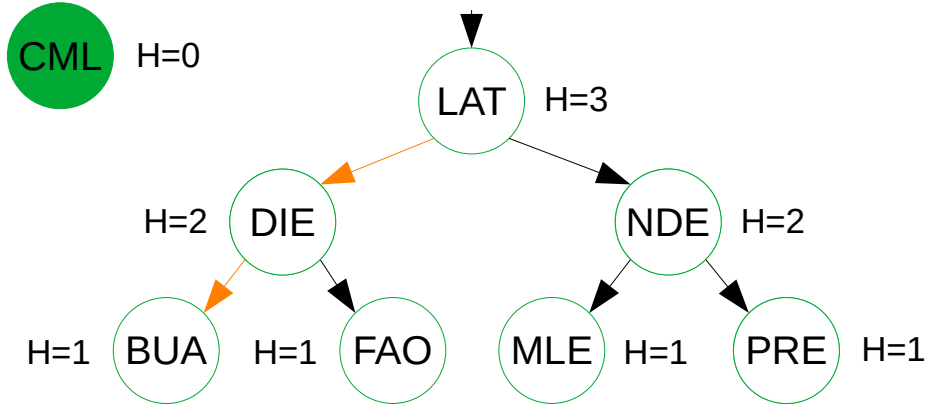 CML H=0
LAT H=3
H=2 DIE
NDE H=2
H=1 BUA
H=1 FAO
MLE H=1
PRE H=1